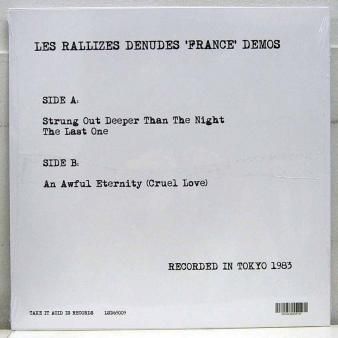 LES RALLIZES DENUDES 'FRANCE' DEMOS
SIDE A:
Strung Out Deeper Than The Night
The Last One
SIDE B:
An Awful Eternity (Cruel Love)
RECORDED IN TOKYO 1983
TAKE IT ACID IS RECORDS LSD69009